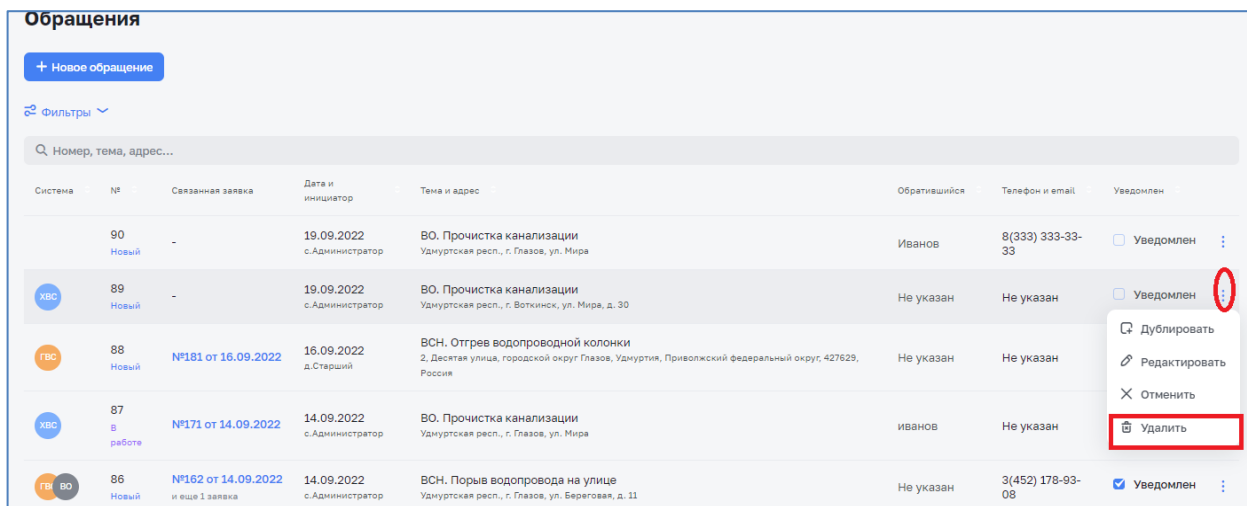 Обращения
+ Новое обращение
Фильтры
Номер, тема, адрес...
Система № Связанная заявка Дата и инициатор Тема и адрес Обратившийся Телефон и email Уведомлен
90 - 19.09.2022 ВО. Прочистка канализации Иванов 8(333) 333-33-33 Уведомлен
Новый с.Администратор Удмуртская респ., г. Глазов, ул. Мира
ХВС 89 - 19.09.2022 ВО. Прочистка канализации Не указан Не указан Уведомлен
Новый с.Администратор Удмуртская респ., г. Воткинск, ул. Мира, д. 30
Дублировать
Редактировать
Отменить
Удалить
ГВС 88 №181 от 16.09.2022 16.09.2022 ВСН. Отгрев водопроводной колонки Не указан Не указан
Новый д.Старший 2, Десятая улица, городской округ Глазов, Удмуртия, Приволжский федеральный округ, 427629,
Россия
ХВС 87 №171 от 14.09.2022 14.09.2022 ВО. Прочистка канализации иванов Не указан
В работе с.Администратор Удмуртская респ., г. Глазов, ул. Мира
ГВ ВО 86 №162 от 14.09.2022 14.09.2022 ВСН. Порыв водопровода на улице Не указан 3(452) 178-93-08 Уведомлен
Новый и еще 1 заявка с.Администратор Удмуртская респ., г. Глазов, ул. Береговая, д. 11